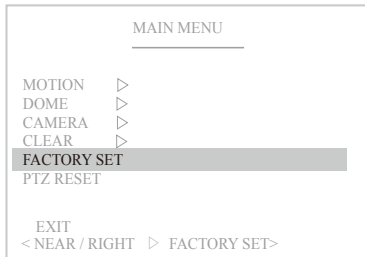 MAIN MENU
MOTION ▷
DOME ▷
CAMERA ▷
CLEAR ▷
FACTORY SET
PTZ RESET
EXIT
< NEAR / RIGHT ▷ FACTORY SET>